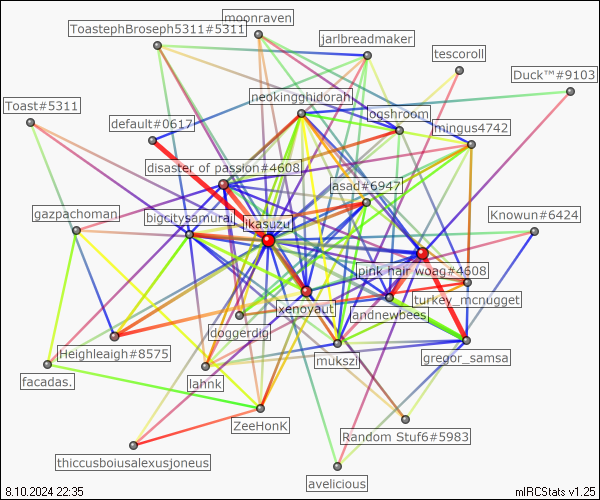 moonraven
ToastephBroseph5311#5311
jarlbreadmaker
tescoroll
Duck™#9103
neokingghidorah
Toast#5311
ogshroom
default#0617
mingus4742
disaster of passion#4608
asad#6947
gazpachoman
bigcitysamurai
ikasuzu
Knowun#6424
pink hair woag#4608
turkey_mcnugget
xenoyaut
landnewbees
doggerdig
Heighleaigh#8575
mukszi
gregor_samsa
facadas.
lahnk
ZeeHonK
Random Stuf6#5983
thiccusboiusalexusjoneus
avelicious
8.10.2024 22:35
mIRCStats v1.25